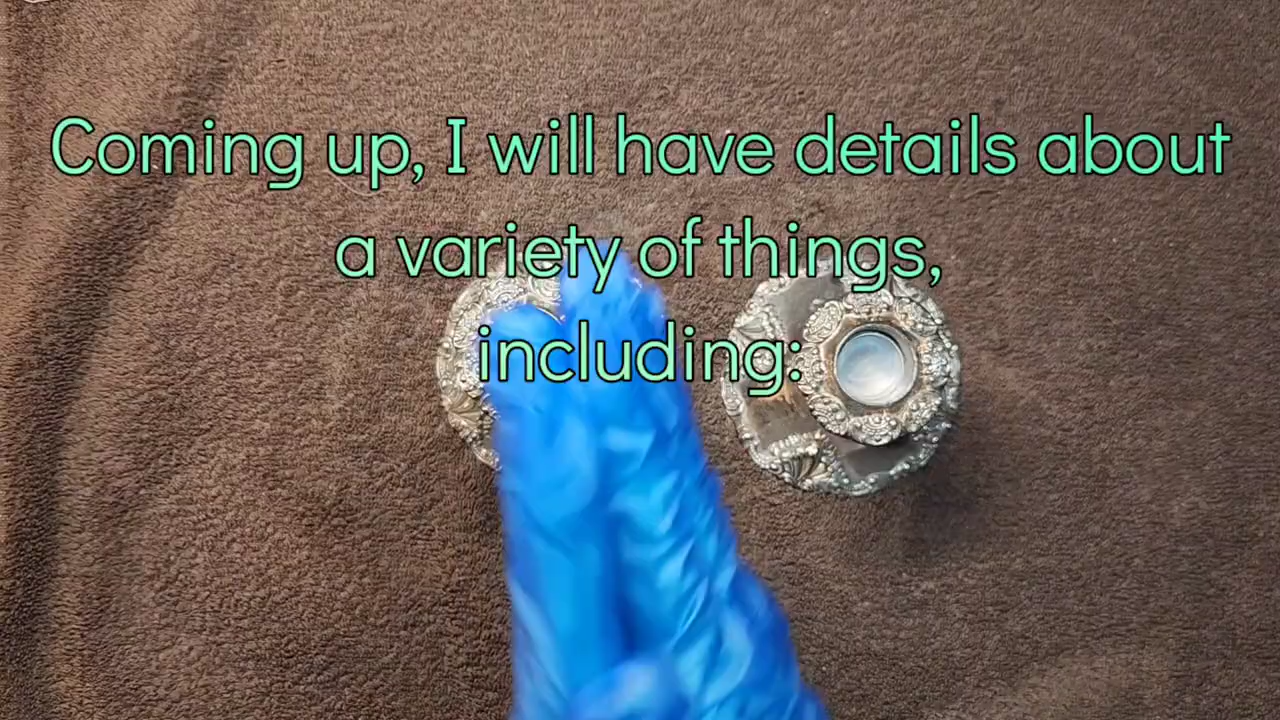 Coming up, I will have details about
a variety of things,
including: